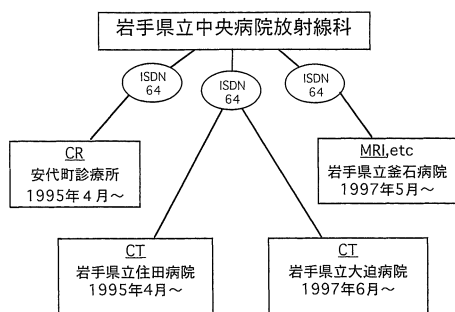 岩手県立中央病院放射線科
ISDN
64
ISDN
64
ISDN
64
CR
安代町診療所
1995年4月〜
MRI,etc
岩手県立釜石病院
1997年5月〜
CT
岩手県立住田病院
1995年4月〜
CT
岩手県立大迫病院
1997年6月〜